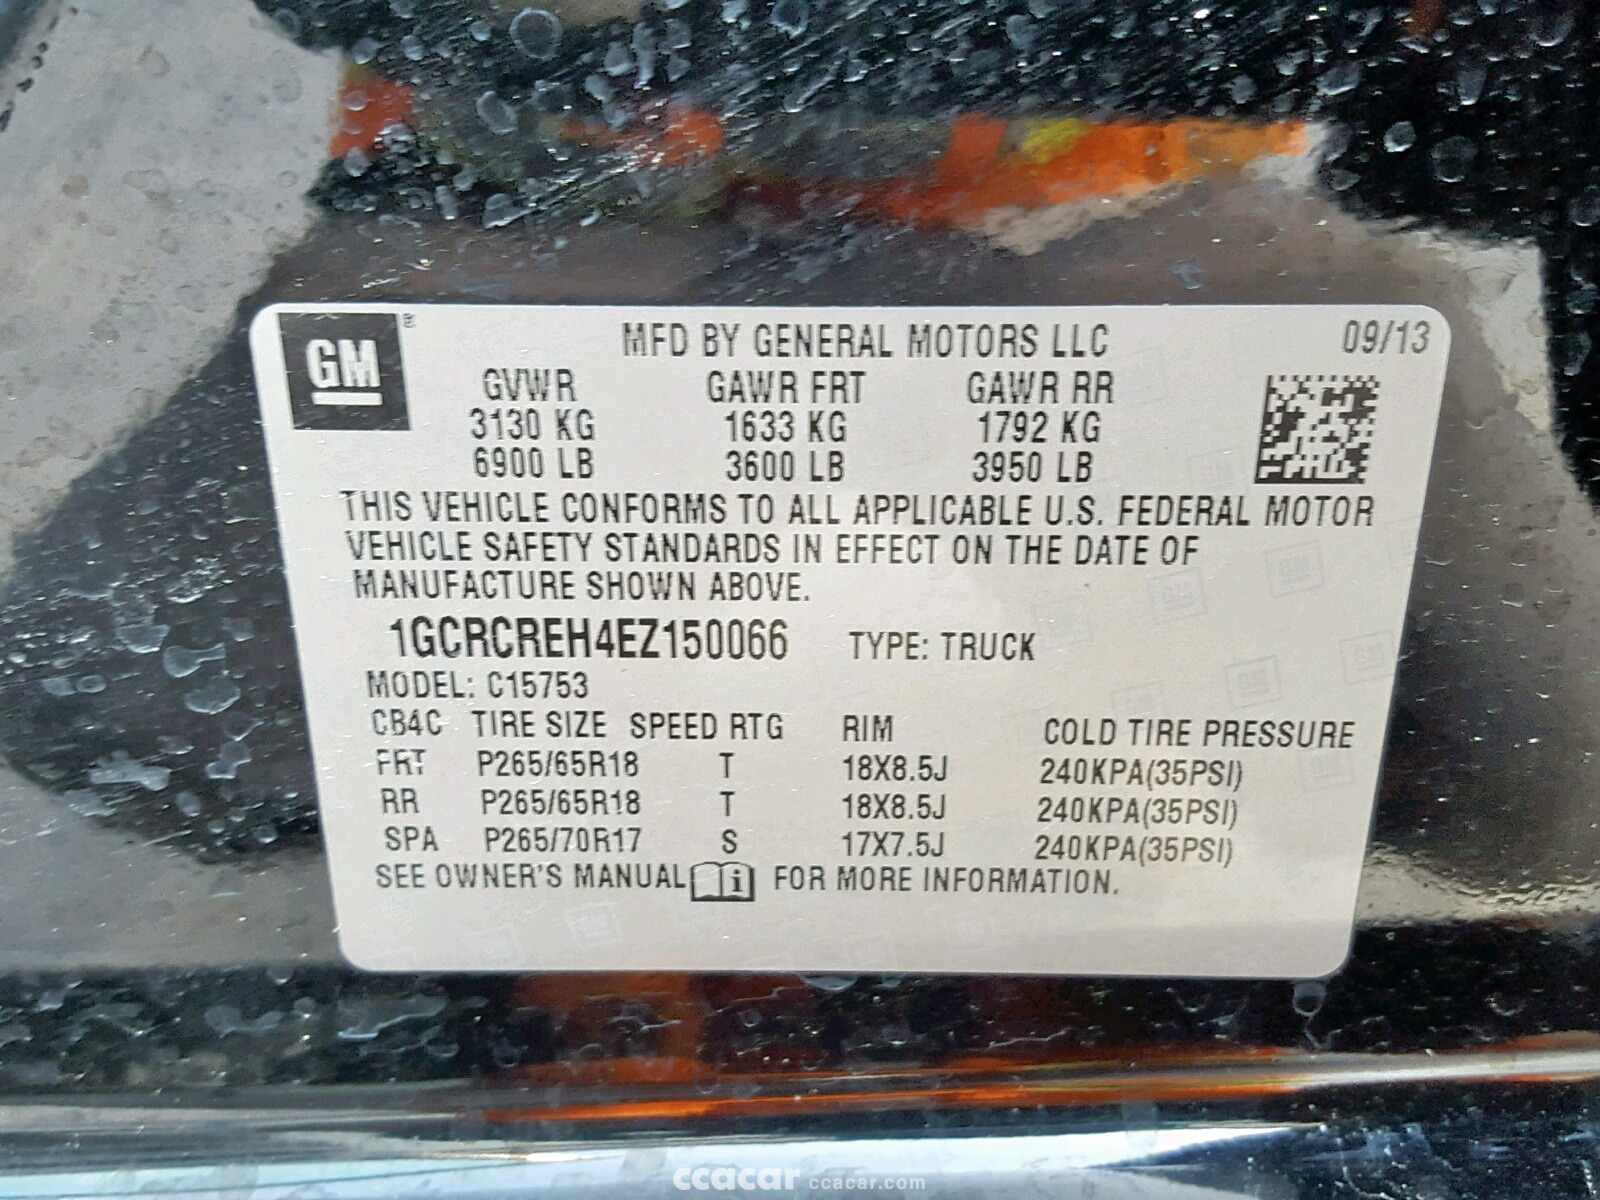 GM®
MFD BY GENERAL MOTORS LLC 09/13
GVWR GAWR FRT GAWR RR
3130 KG 1633 KG 1792 KG
6900 LB 3600 LB 3950 LB
THIS VEHICLE CONFORMS TO ALL APPLICABLE U.S. FEDERAL MOTOR
VEHICLE SAFETY STANDARDS IN EFFECT ON THE DATE OF
MANUFACTURE SHOWN ABOVE.
1GCRCREH4EZ150066 TYPE: TRUCK
MODEL: C15753
CB4C TIRE SIZE SPEED RTG RIM COLD TIRE PRESSURE
FRT P265/65R18 T 18X8.5J 240KPA(35PSI)
RR P265/65R18 T 18X8.5J 240KPA(35PSI)
SPA P265/70R17 S 17X7.5J 240KPA(35PSI)
SEE OWNER'S MANUAL i FOR MORE INFORMATION.
ccacar ccacar.com